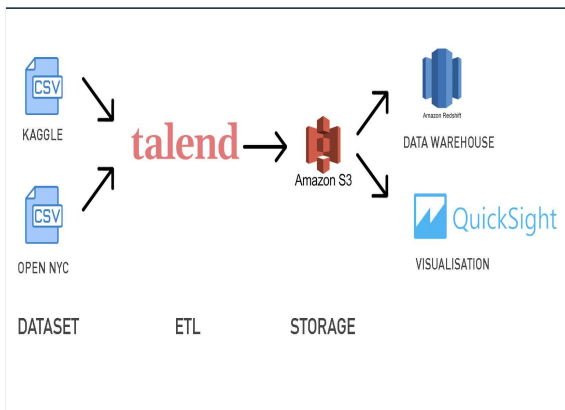 CSV
KAGGLE
CSV
OPEN NYC
talend
Amazon S3
Amazon Redshift
DATA WAREHOUSE
QuickSight
VISUALISATION
DATASET
ETL
STORAGE